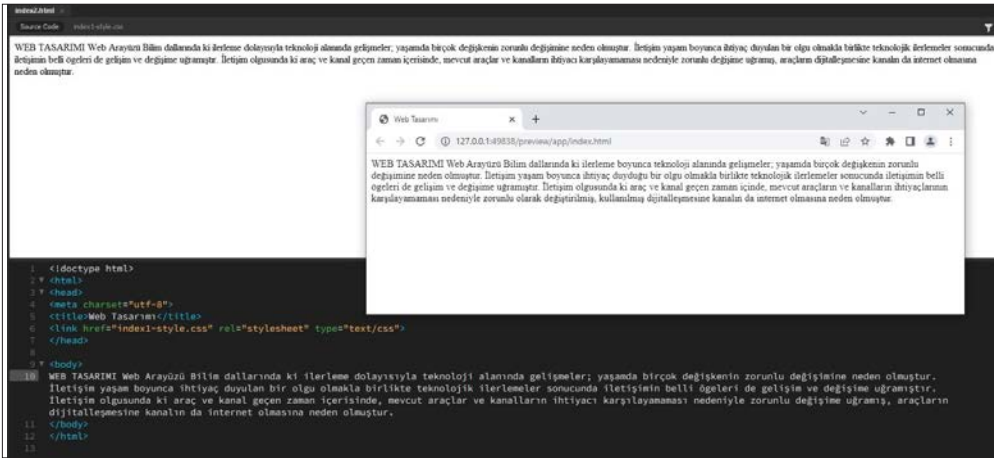 index2.html
Source Code index1-style.css
WEB TASARIMI Web Arayüzü Bilim dallarında ki ilerleme dolayısıyla teknoloji alanında gelişmeler; yaşamda birçok değişkenin zorunlu değişimine neden olmuştur. İletişim yaşam boyunca ihtiyaç duyulan bir olgu olmakla birlikte teknolojik ilerlemeler sonucunda
iletişimin belli ögeleri de gelişim ve değişime uğramıştır. İletişim olgusunda ki araç ve kanal geçen zaman içerisinde, mevcut araçlar ve kanalların ihtiyacı karşılayamaması nedeniyle zorunlu değişime uğramış, araçların dijitalleşmesine kanalın da internet olmasına
neden olmuştur.
Web Tasarımı
127.0.0.1:49838/preview/app/index.html
WEB TASARIMI Web Arayüzü Bilim dallarında ki ilerleme boyunca teknoloji alanında gelişmeler; yaşamda birçok değişkenin zorunlu
değişimine neden olmuştur. İletişim yaşam boyunca ihtiyaç duyduğu bir olgu olmakla birlikte teknolojik ilerlemeler sonucunda iletişimin belli
ögeleri de gelişim ve değişime uğramıştır. İletişim olgusunda ki araç ve kanal geçen zaman içinde, mevcut araçların ve kanalların ihtiyaçlarının
karşılayamaması nedeniyle zorunlu olarak değiştirilmiş, kullanılmış dijitalleşmesine kanalın da internet olmasına neden olmuştur.
1 <!doctype html>
2 <html>
3 <head>
4 <meta charset="utf-8">
5 <title>Web Tasarımı</title>
6 <link href="index1-style.css" rel="stylesheet" type="text/css">
7 </head>
8
9 <body>
10 WEB TASARIMI Web Arayüzü Bilim dallarında ki ilerleme dolayısıyla teknoloji alanında gelişmeler; yaşamda birçok değişkenin zorunlu değişimine neden olmuştur.
İletişim yaşam boyunca ihtiyaç duyulan bir olgu olmakla birlikte teknolojik ilerlemeler sonucunda iletişimin belli ögeleri de gelişim ve değişime uğramıştır.
İletişim olgusunda ki araç ve kanal geçen zaman içerisinde, mevcut araçlar ve kanalların ihtiyacı karşılayamaması nedeniyle zorunlu değişime uğramış, araçların
dijitalleşmesine kanalın da internet olmasına neden olmuştur.
11 </body>
12 </html>
13